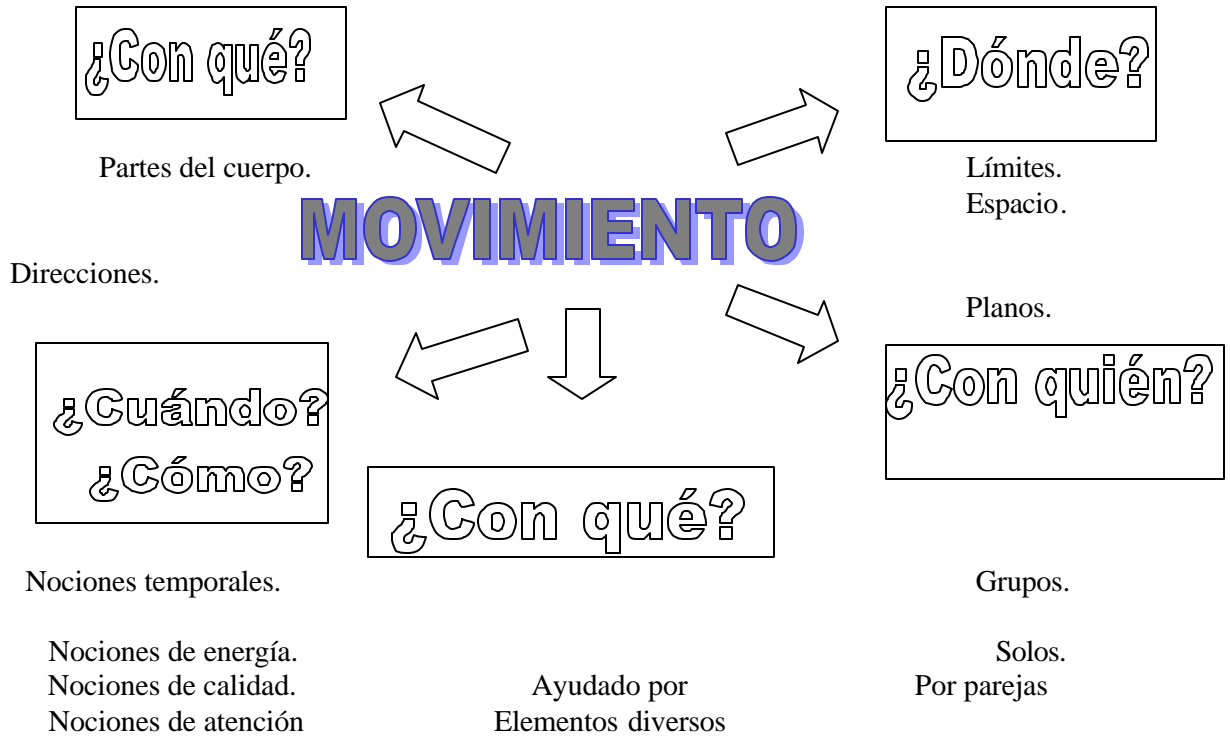 ¿Con qué?
¿Dónde?
Partes del cuerpo.
Límites.
Espacio.
MOVIMIENTO
Direcciones.
Planos.
¿Cuándo?
¿Cómo?
¿Con quién?
¿Con qué?
Nociones temporales.
Grupos.
Nociones de energía.
Solos.
Nociones de calidad.
Ayudado por
Por parejas
Nociones de atención
Elementos diversos